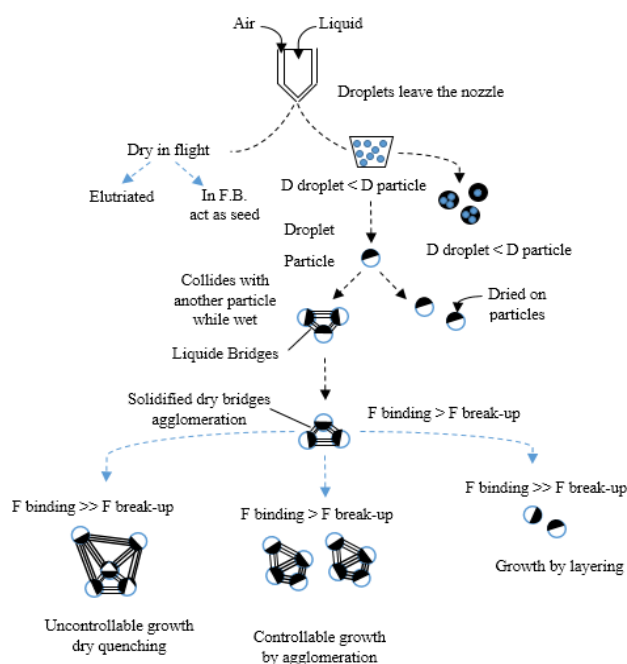 Air
Liquid
Droplets leave the nozzle
Dry in flight
Elutriated
In F.B.
act as seed
D droplet < D particle
D droplet < D particle
Droplet
Particle
Collides with
another particle
while wet
Dried on
particles
Liquide Bridges
Solidified dry bridges
agglomeration
F binding > F break-up
F binding >> F break-up
F binding > F break-up
F binding >> F break-up
Growth by layering
Uncontrollable growth
dry quenching
Controllable growth
by agglomeration